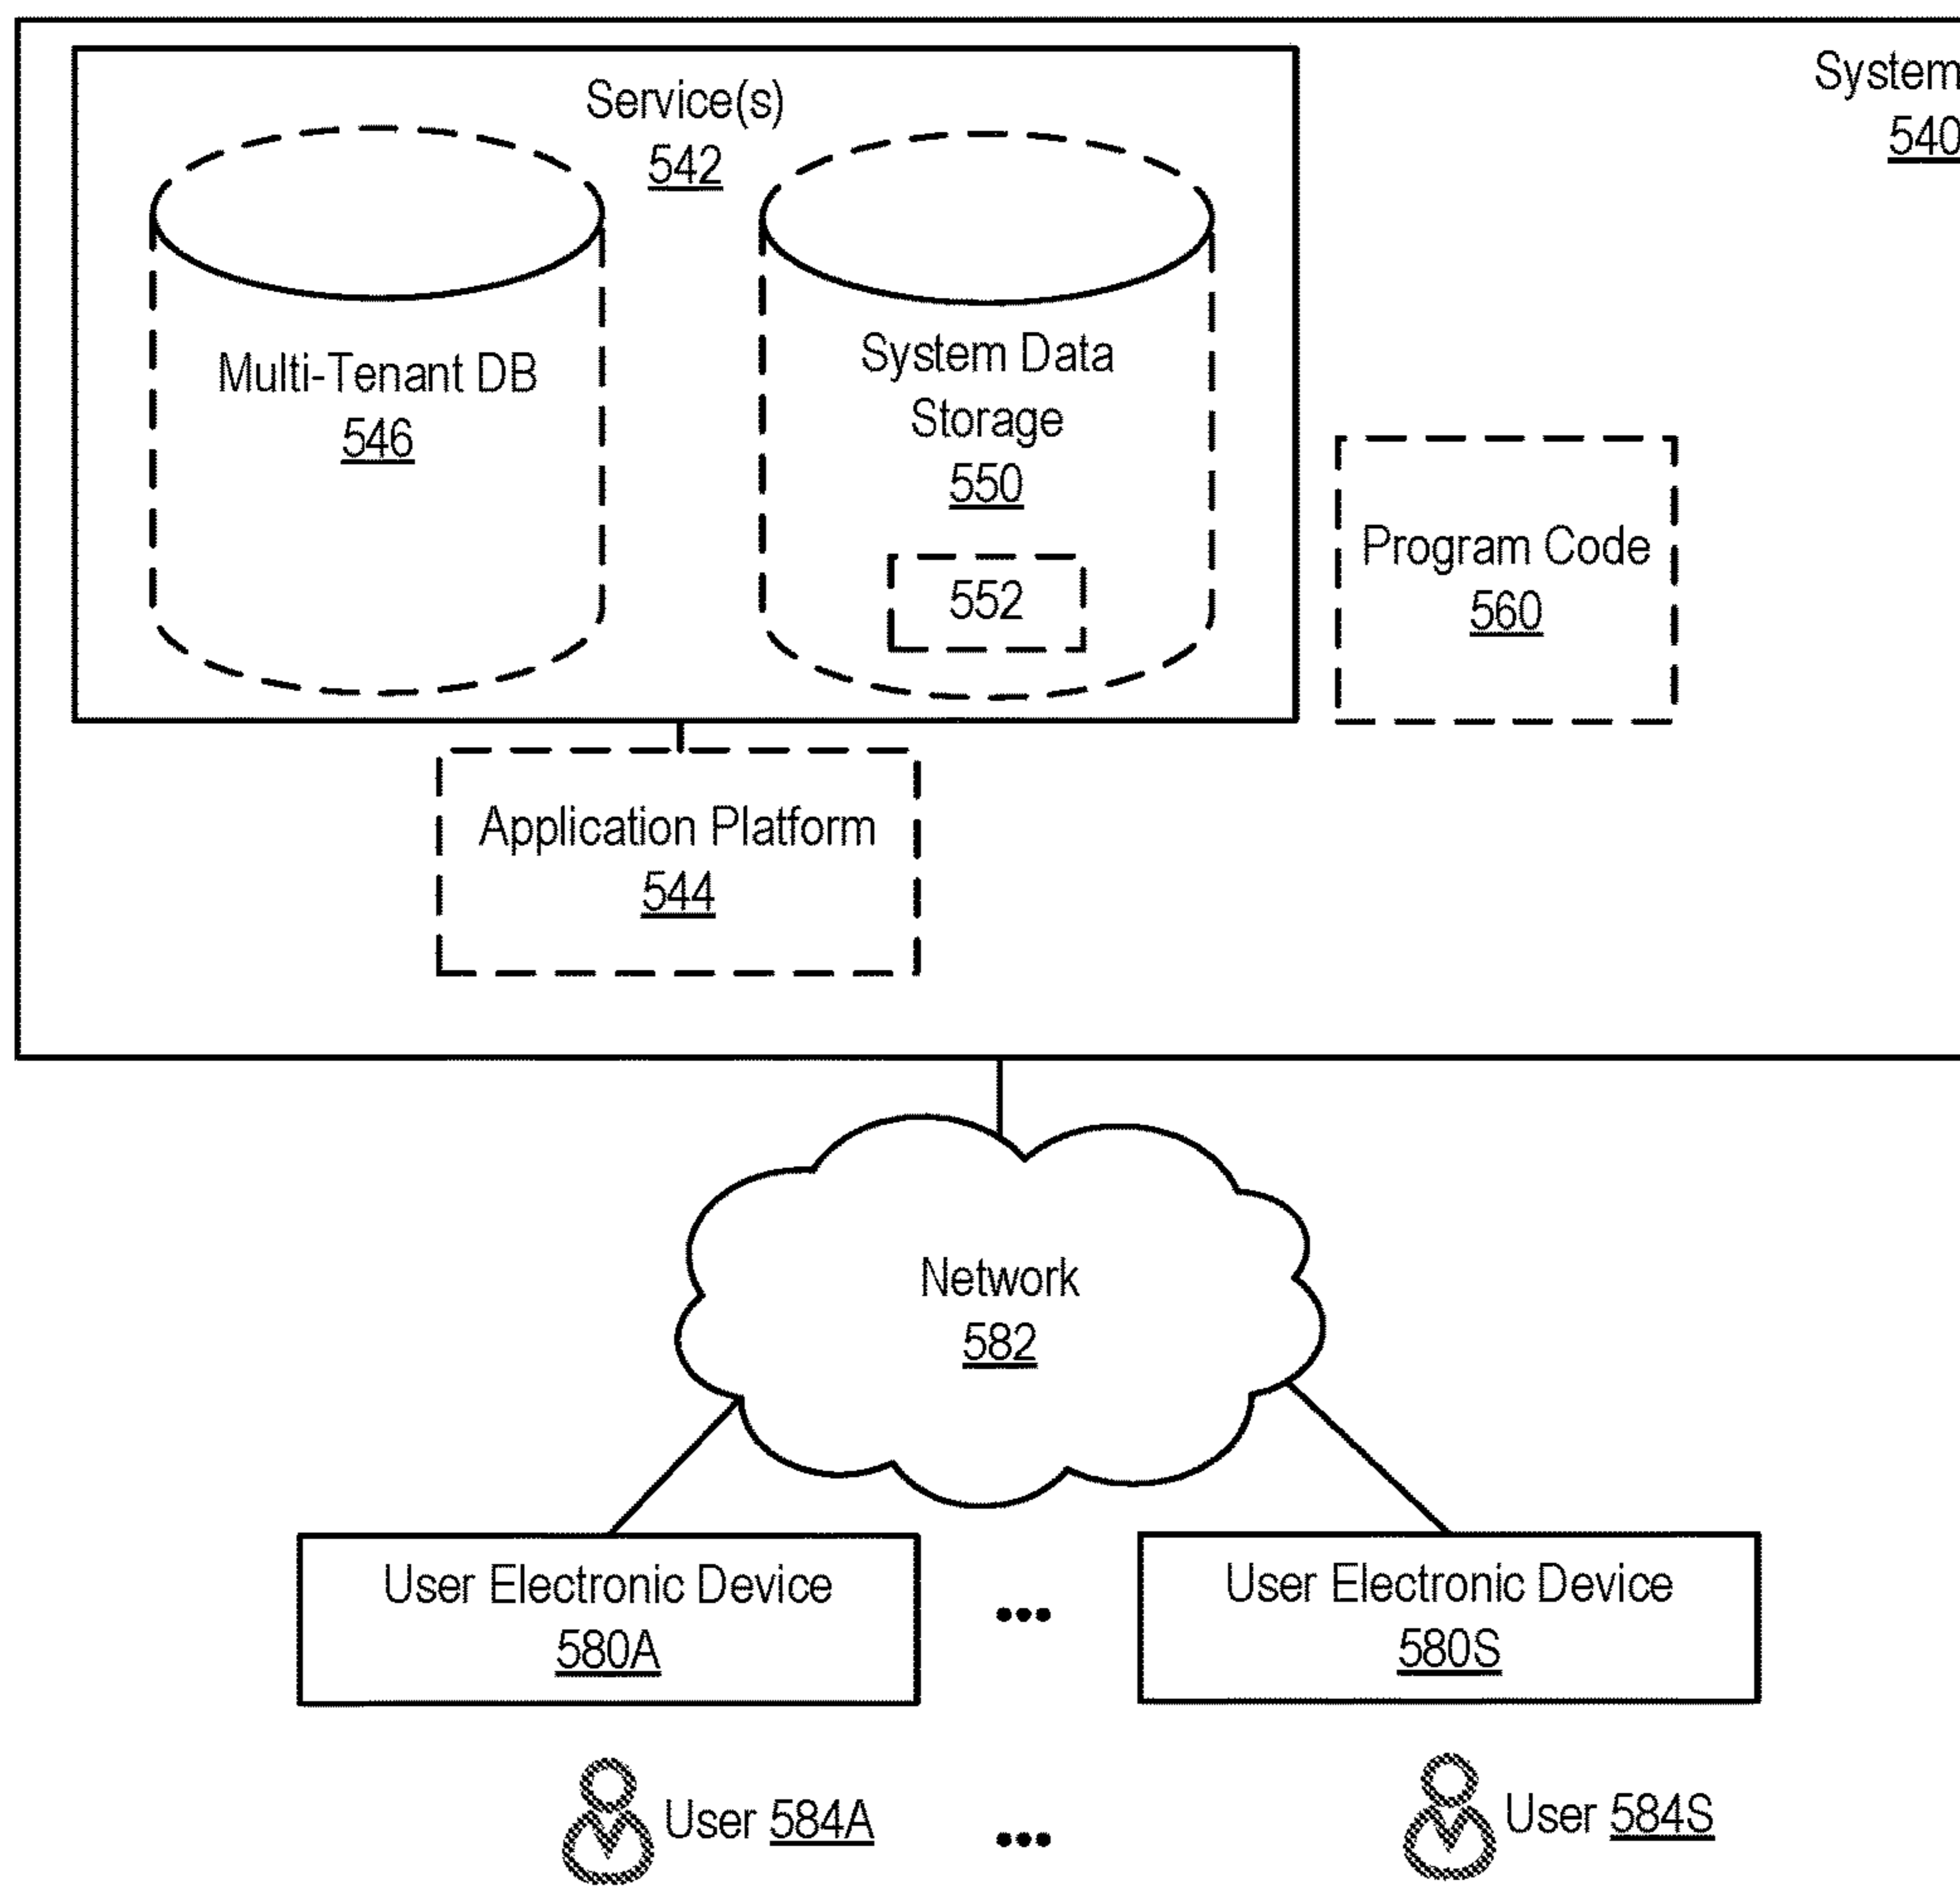 System
540
Service(s)
542
Multi-Tenant DB
546
System Data
Storage
550
552
Program Code
560
Application Platform
544
Network
582
User Electronic Device
580A
•••
User Electronic Device
580S
User 584A
•••
User 584S